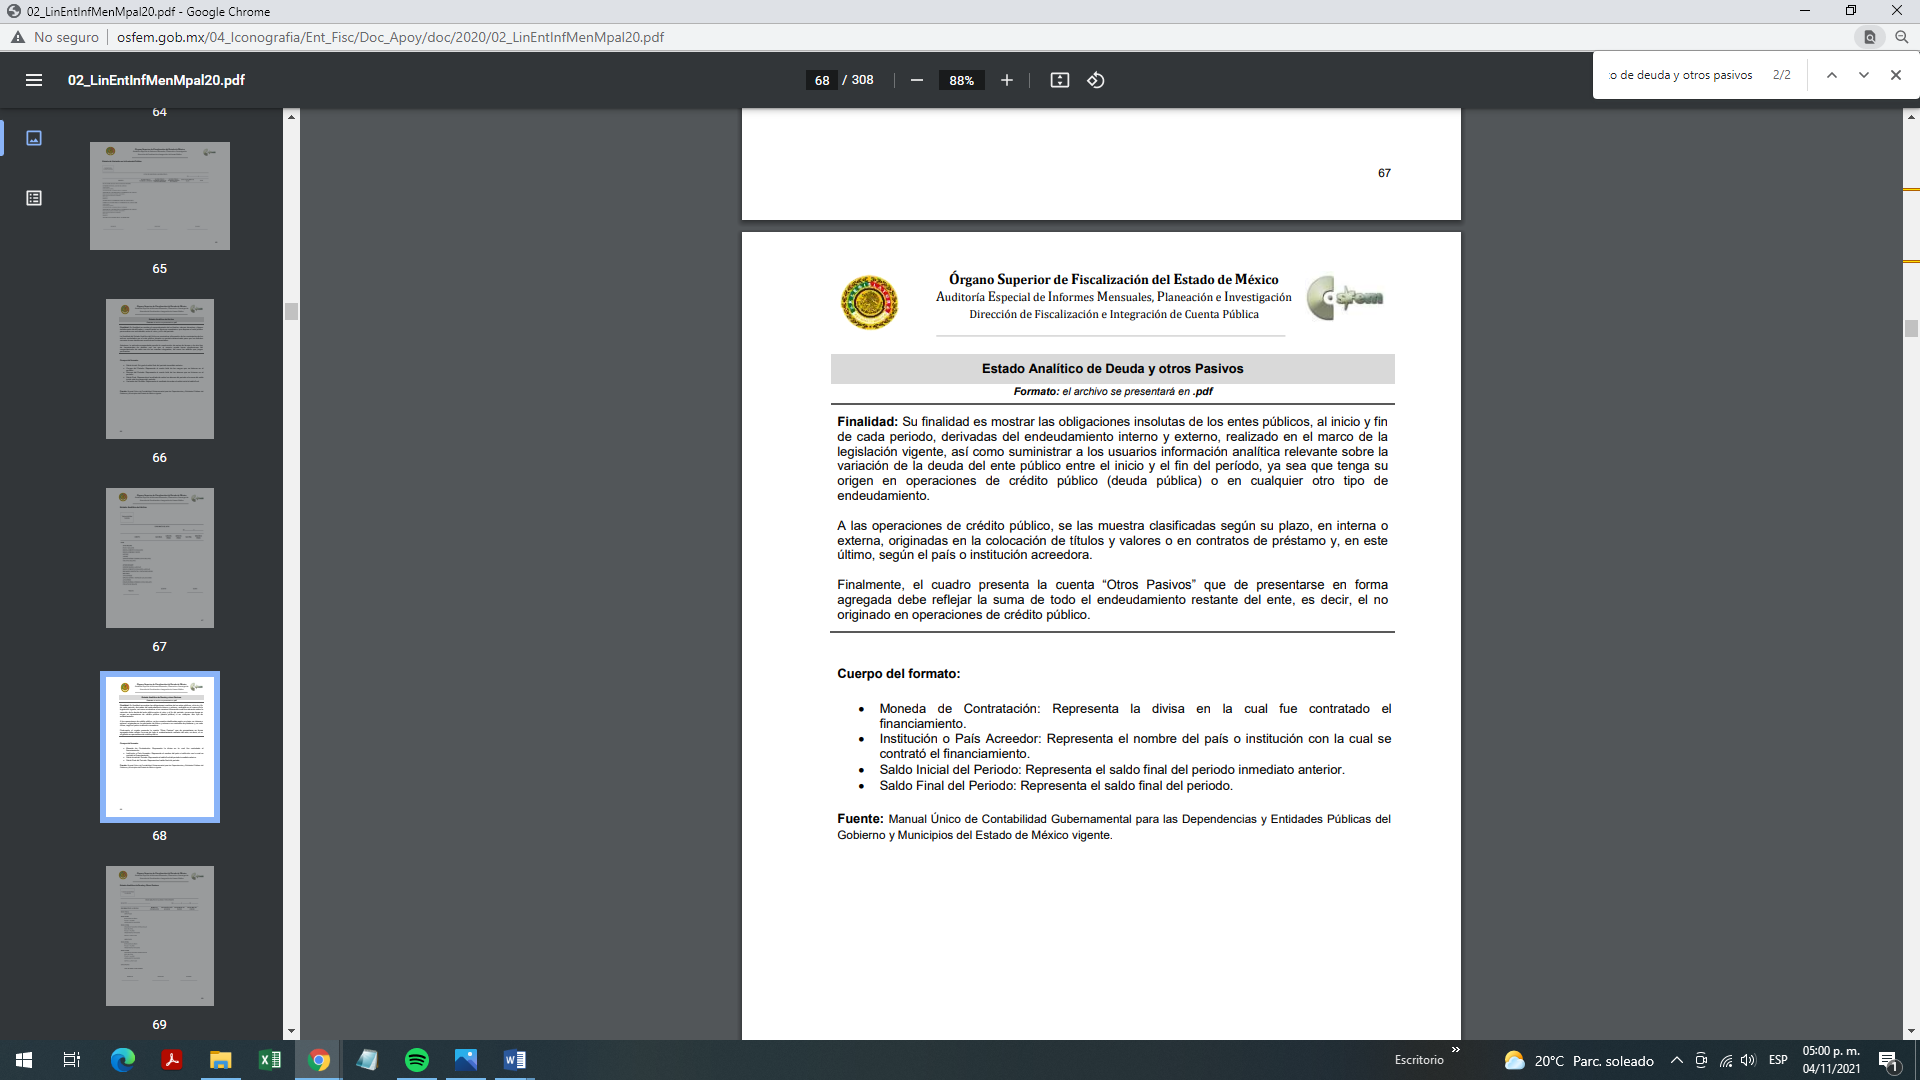 02_LinEntInfMenMpal20.pdf - Google Chrome
No seguro
osfem.gob.mx/04_Iconografia/Ent_Fisc/Doc_Apoy/doc/2020/02_LinEntInfMenMpal20.pdf
02_LinEntInfMenMpal20.pdf
68 / 308
88%
o de deuda y otros pasivos
2/2
64
65
66
67
68
69
67
Órgano Superior de Fiscalización del Estado de México
Auditoría Especial de Informes Mensuales, Planeación e Investigación
Dirección de Fiscalización e Integración de Cuenta Pública
osfem
Estado Analítico de Deuda y otros Pasivos
Formato: el archivo se presentará en .pdf
Finalidad: Su finalidad es mostrar las obligaciones insolutas de los entes públicos, al inicio y fin
de cada periodo, derivadas del endeudamiento interno y externo, realizado en el marco de la
legislación vigente, así como suministrar a los usuarios información analítica relevante sobre la
variación de la deuda del ente público entre el inicio y el fin del período, ya sea que tenga su
origen en operaciones de crédito público (deuda pública) o en cualquier otro tipo de
endeudamiento.
A las operaciones de crédito público, se las muestra clasificadas según su plazo, en interna o
externa, originadas en la colocación de títulos y valores o en contratos de préstamo y, en este
último, según el país o institución acreedora.
Finalmente, el cuadro presenta la cuenta “Otros Pasivos” que de presentarse en forma
agregada debe reflejar la suma de todo el endeudamiento restante del ente, es decir, el no
originado en operaciones de crédito público.
Cuerpo del formato:
• Moneda de Contratación: Representa la divisa en la cual fue contratado el
financiamiento.
• Institución o País Acreedor: Representa el nombre del país o institución con la cual se
contrató el financiamiento.
• Saldo Inicial del Periodo: Representa el saldo final del periodo inmediato anterior.
• Saldo Final del Periodo: Representa el saldo final del periodo.
Fuente: Manual Único de Contabilidad Gubernamental para las Dependencias y Entidades Públicas del
Gobierno y Municipios del Estado de México vigente.
Escritorio
20°C Parc. soleado
ESP
05:00 p. m.
04/11/2021
1